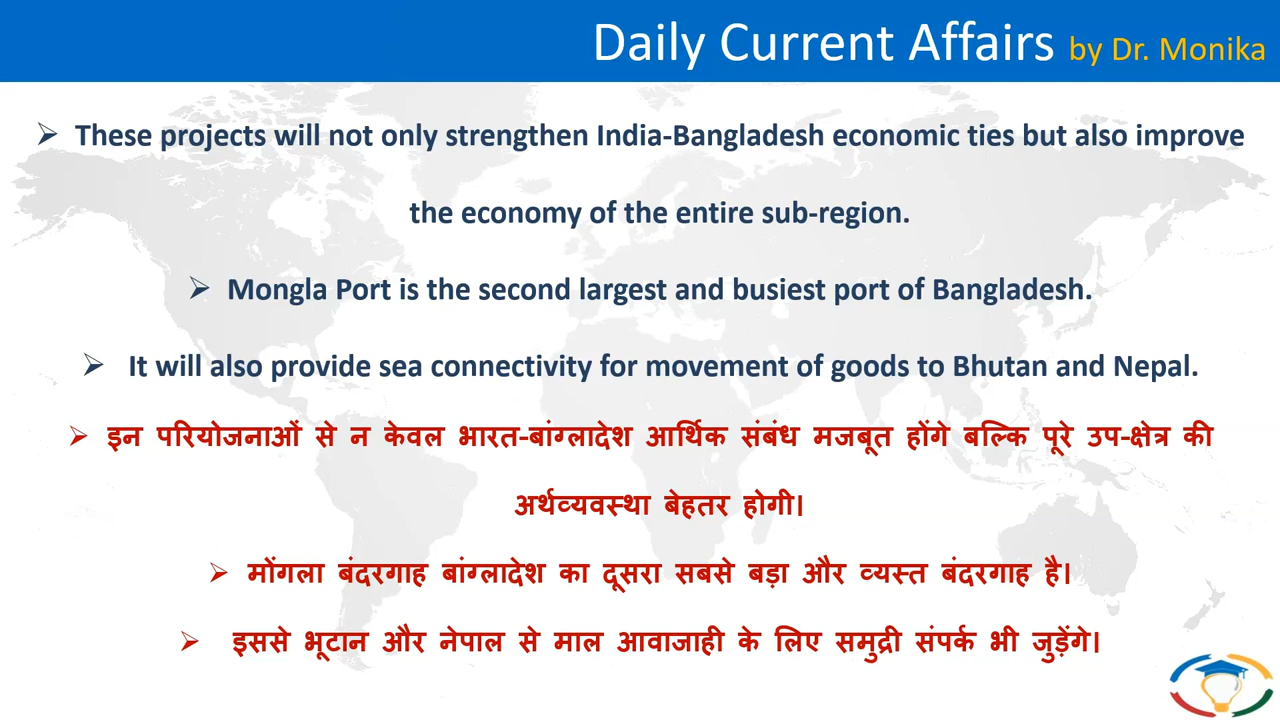 Daily Current Affairs by Dr. Monika
➢ These projects will not only strengthen India-Bangladesh economic ties but also improve
the economy of the entire sub-region.
➢ Mongla Port is the second largest and busiest port of Bangladesh.
➢ It will also provide sea connectivity for movement of goods to Bhutan and Nepal.
➢ इन परियोजनाओं से न केवल भारत-बांग्लादेश आर्थिक संबंध मजबूत होंगे बल्कि पूरे उप-क्षेत्र की
अर्थव्यवस्था बेहतर होगी।
➢ मोंगला बंदरगाह बांग्लादेश का दूसरा सबसे बड़ा और व्यस्त बंदरगाह है।
➢ इससे भूटान और नेपाल से माल आवाजाही के लिए समुद्री संपर्क भी जुड़ेंगे।